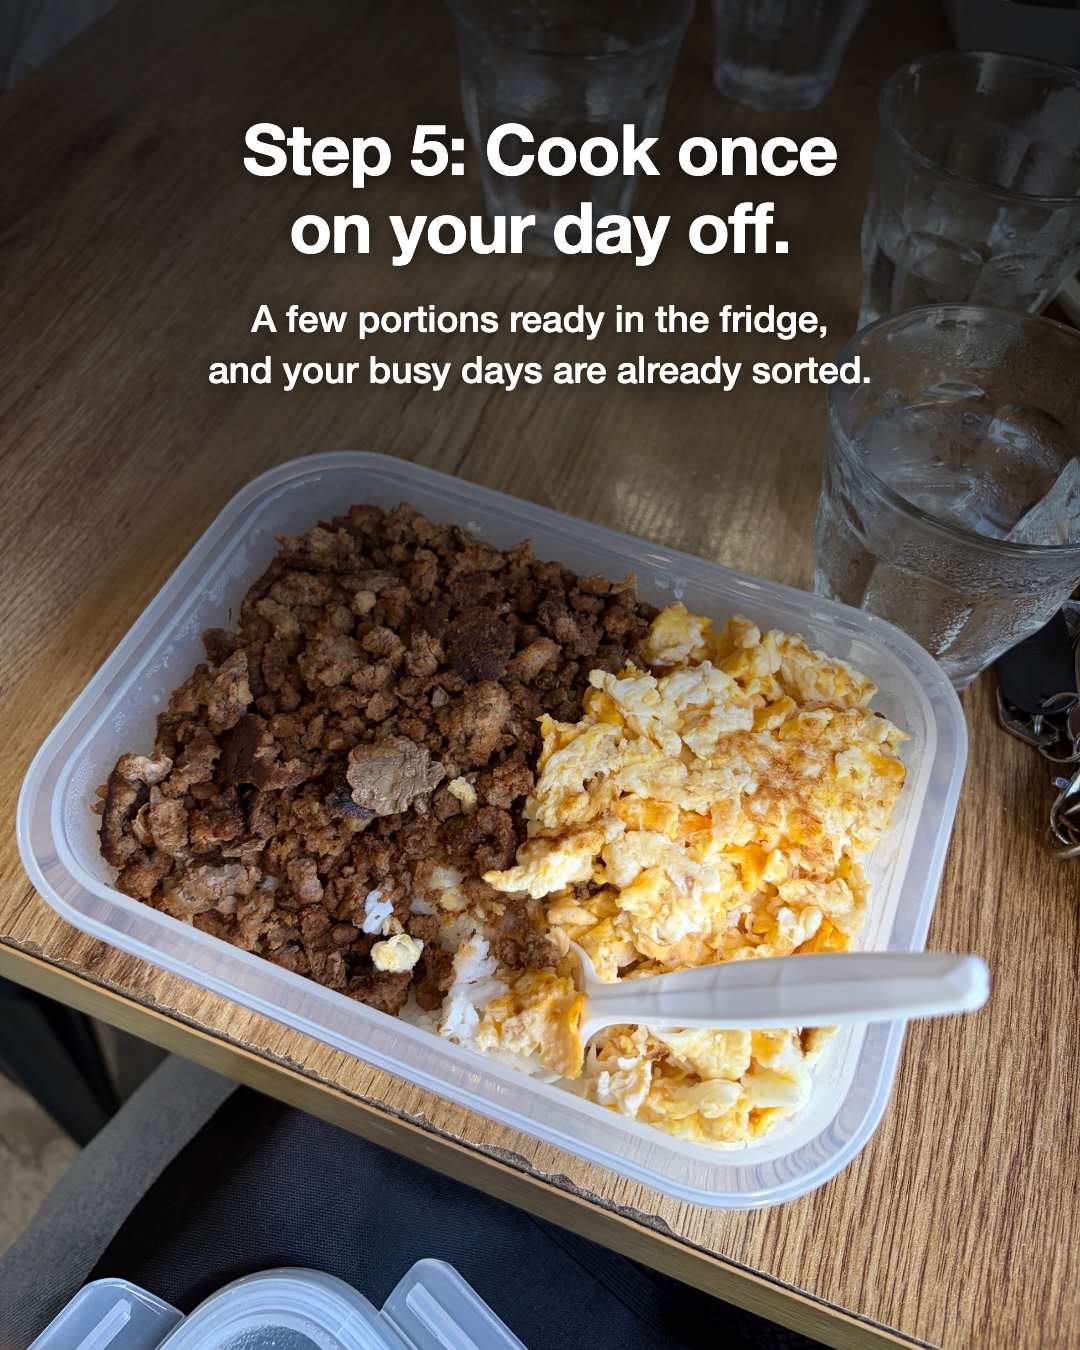 Step 5: Cook once
on your day off.
A few portions ready in the fridge,
and your busy days are already sorted.